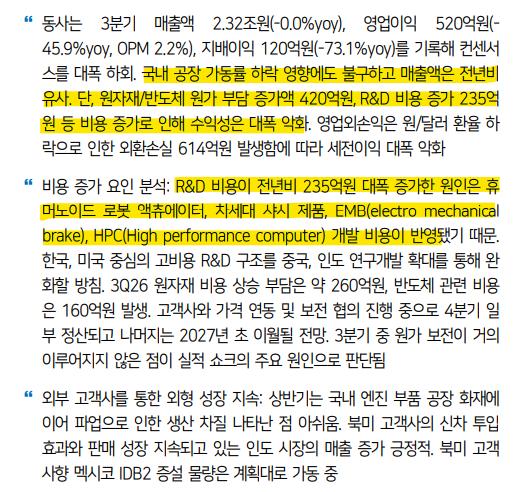 “ 동사는 3분기 매출액 2.32조원(-0.0%yoy), 영업이익 520억원(-
45.9%yoy, OPM 2.2%), 지배이익 120억원(-73.1%yoy)를 기록해 컨센서
스를 대폭 하회. 국내 공장 가동률 하락 영향에도 불구하고 매출액은 전년비
유사. 단, 원자재/반도체 원가 부담 증가액 420억원, R&D 비용 증가 235억
원 등 비용 증가로 인해 수익성은 대폭 악화. 영업외손익은 원/달러 환율 하
락으로 인한 외환손실 614억원 발생함에 따라 세전이익 대폭 악화
“ 비용 증가 요인 분석: R&D 비용이 전년비 235억원 대폭 증가한 원인은 휴
머노이드 로봇 액츄에이터, 차세대 샤시 제품, EMB(electro mechanical
brake), HPC(High performance computer) 개발 비용이 반영됐기 때문.
한국, 미국 중심의 고비용 R&D 구조를 중국, 인도 연구개발 확대를 통해 완
화할 방침. 3Q26 원자재 비용 상승 부담은 약 260억원, 반도체 관련 비용
은 160억원 발생. 고객사와 가격 연동 및 보전 협의 진행 중으로 4분기 일
부 정산되고 나머지는 2027년 초 이월될 전망. 3분기 중 원가 보전이 거의
이루어지지 않은 점이 실적 쇼크의 주요 원인으로 판단됨
“ 외부 고객사를 통한 외형 성장 지속: 상반기는 국내 엔진 부품 공장 화재에
이어 파업으로 인한 생산 차질 나타난 점 아쉬움. 북미 고객사의 신차 투입
효과와 판매 성장 지속되고 있는 인도 시장의 매출 증가 긍정적. 북미 고객
사향 멕시코 IDB2 증설 물량은 계획대로 가동 중